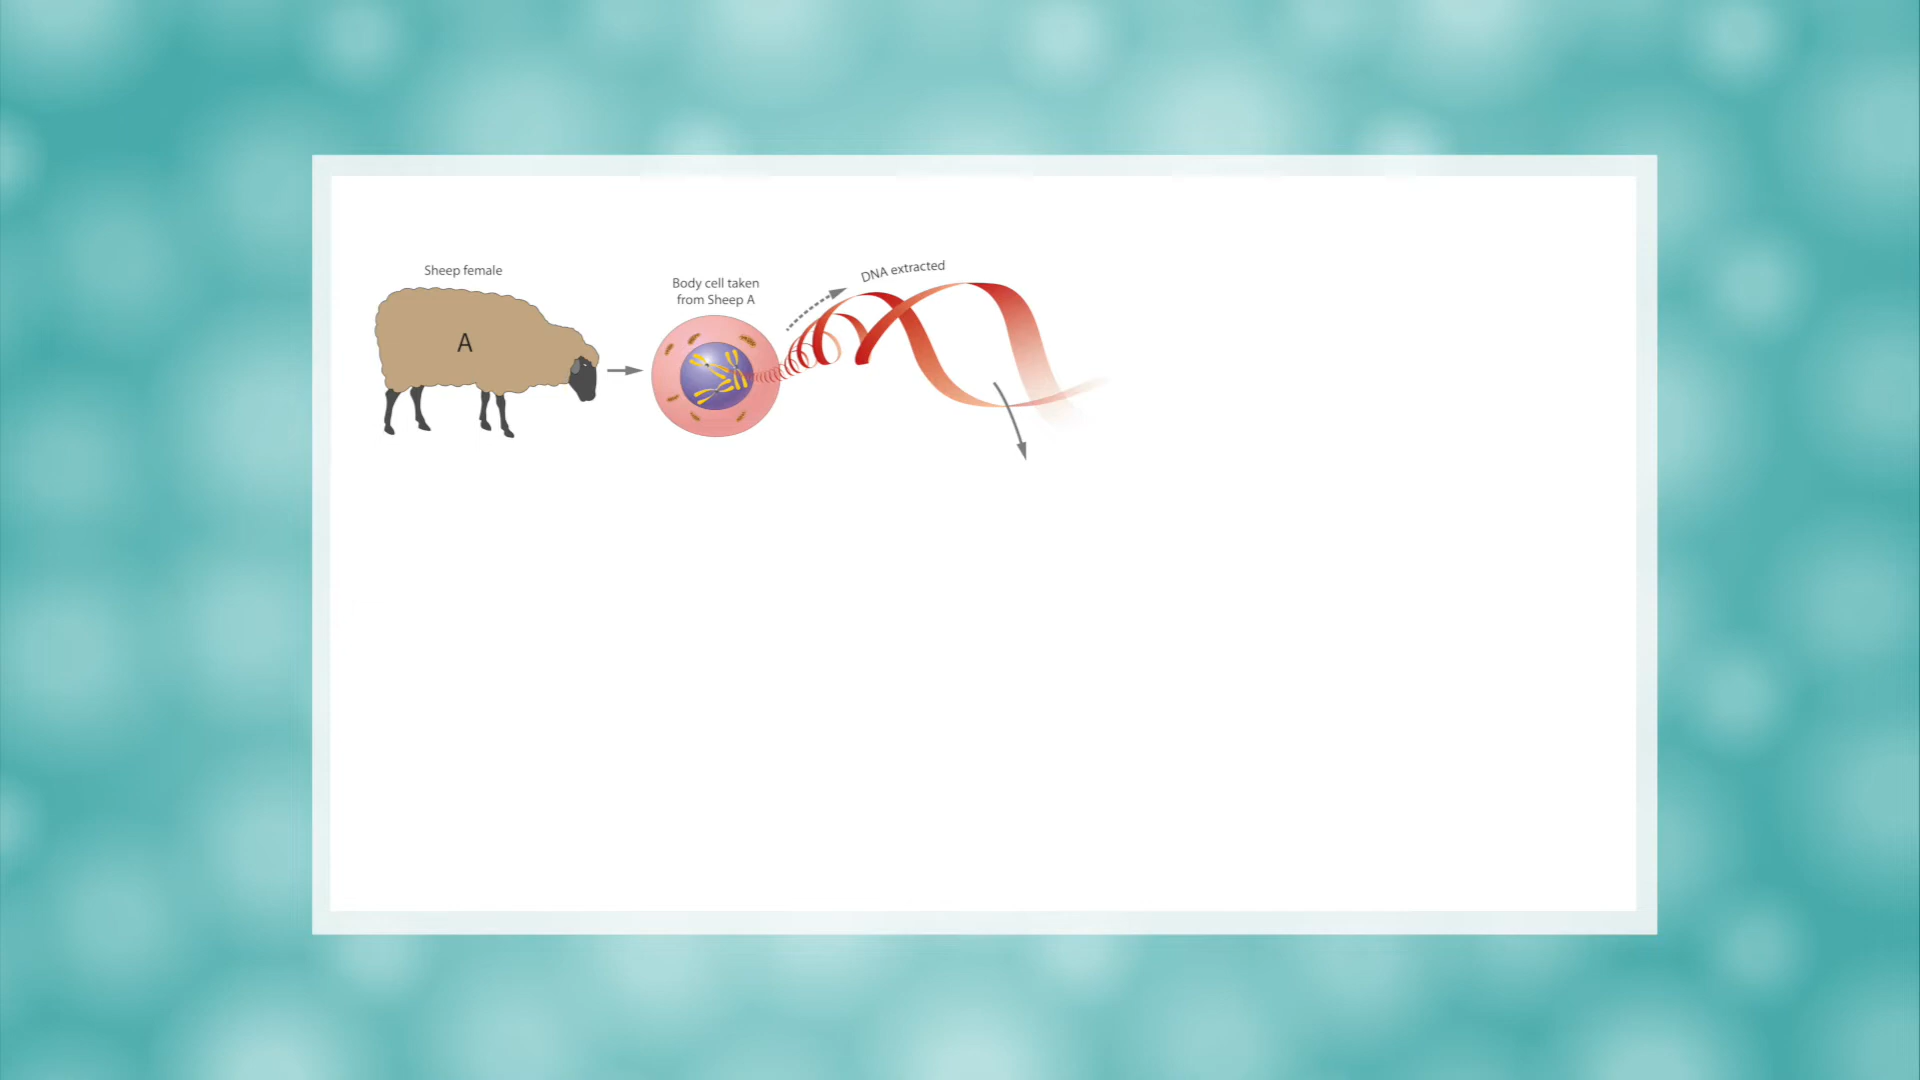 Sheep female
A
Body cell taken
from Sheep A
DNA extracted